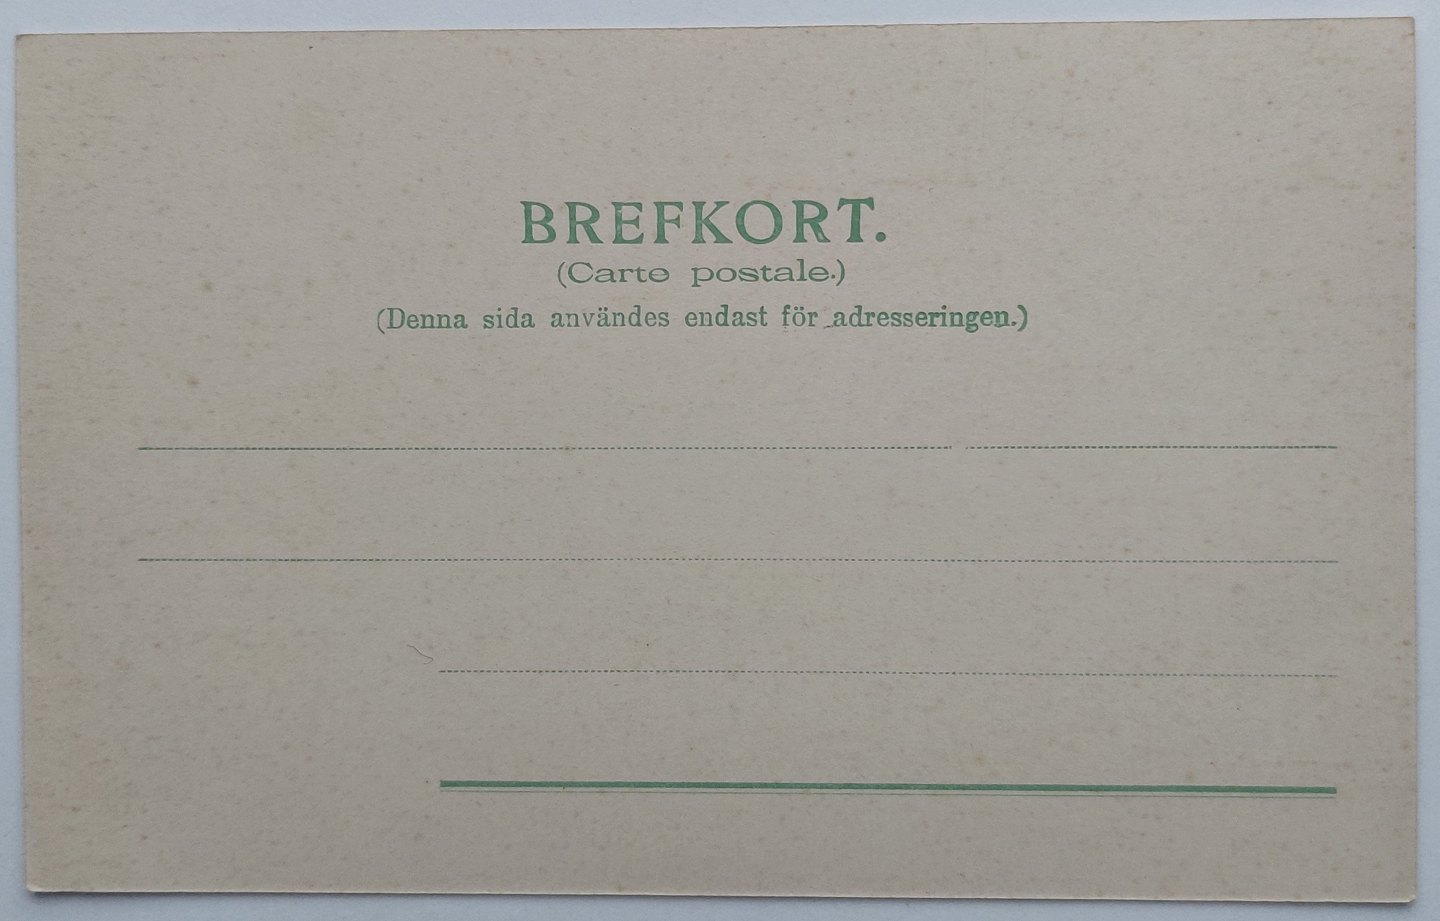 BREFKORT.
(Carte postale.)
(Denna sida användes endast för adresseringen.)